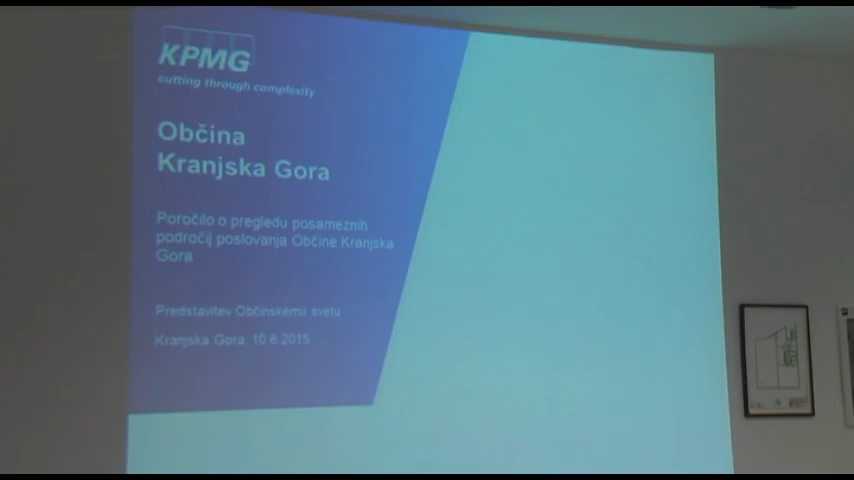 KPMG
cutting through complexity
Občina
Kranjska Gora
Poročilo o pregledu posameznih
področij poslovanja Občine Kranjska
Gora
Predstavitev Občinskemu svetu
Kranjska Gora, 10.6.2015